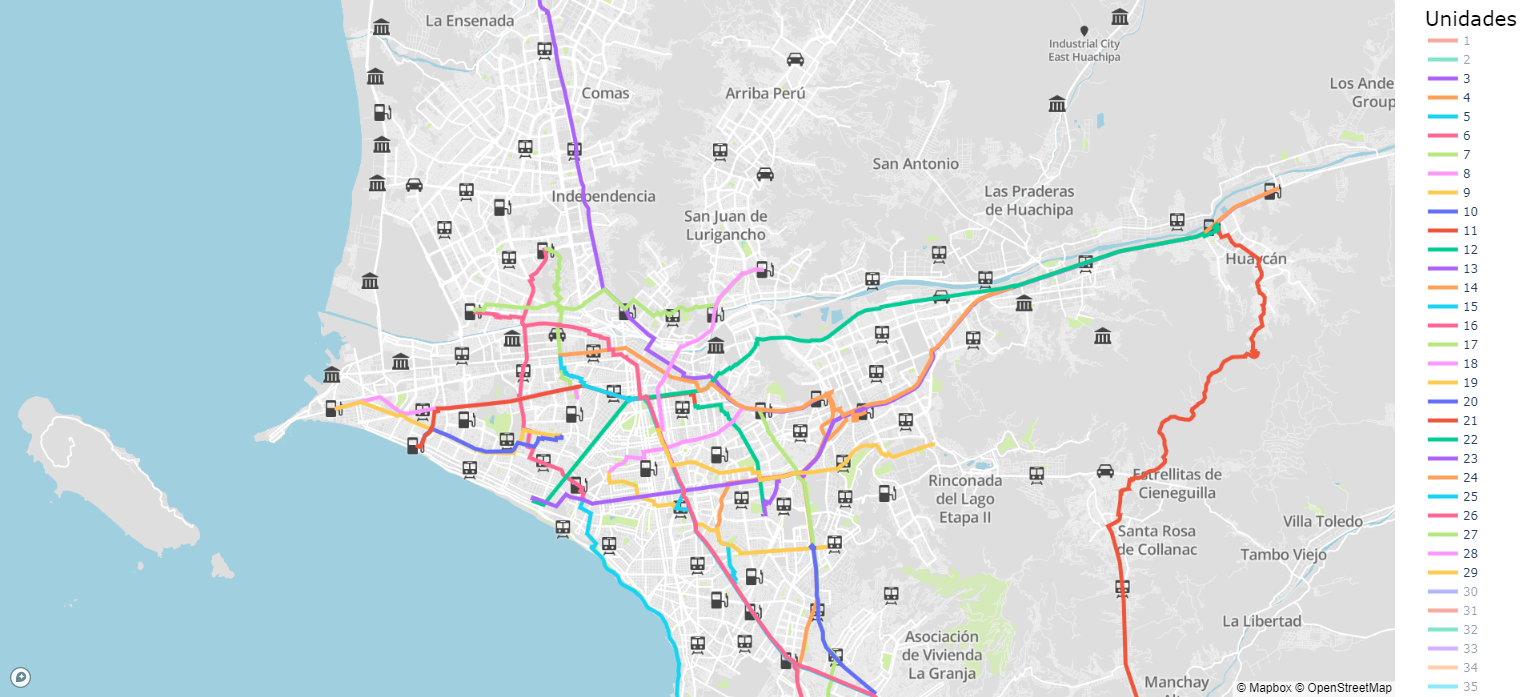 La Ensenada
Industrial City
East Huachipa
Comas
Arriba Perú
Los Ande
Group
San Antonio
Independencia
Las Praderas
de Huachipa
San Juan de
Lurigancho
Huaycán
Rinconada
del Lago
Etapa II
Estrellitas de
Cieneguilla
Santa Rosa
de Collanac
Villa Toledo
Tambo Viejo
La Libertad
Asociación
de Vivienda
La Granja
Manchay
© Mapbox © OpenStreetMap
Unidades
1
2
3
4
5
6
7
8
9
10
11
12
13
14
15
16
17
18
19
20
21
22
23
24
25
26
27
28
29
30
31
32
33
34
35